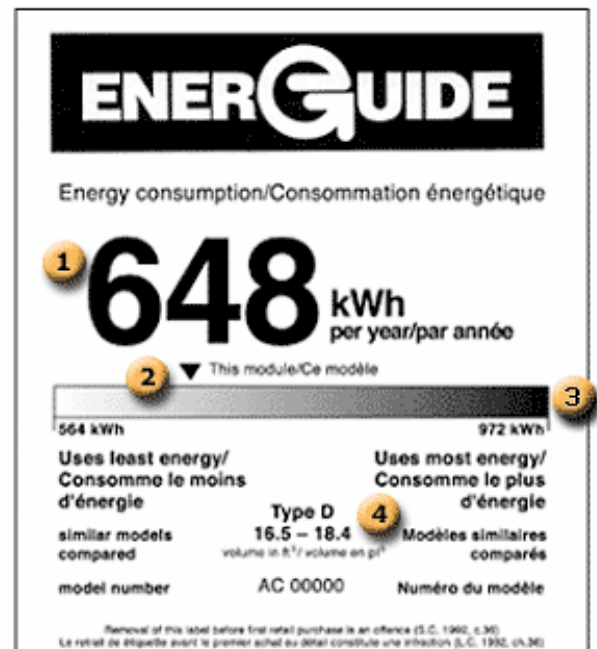 ENERGUIDE
Energy consumption/Consommation énergétique
1 648 kWh
per year/par année
2 This module/Ce modèle
3
564 kWh 972 kWh
Uses least energy/ Uses most energy/
Consomme le moins Consomme le plus
d'énergie d'énergie
Type D 4
similar models 16.5 – 18.4 Modèles similaires
compared volume in ft³/ volume en pi³ comparés
model number AC 00000 Numéro du modèle
Removal of this label before first retail purchase is an offence (S.C. 1992, c.36)
Le retrait de étiquette avant le premier achat au détail constitute une infraction (L.C. 1992, ch.36)